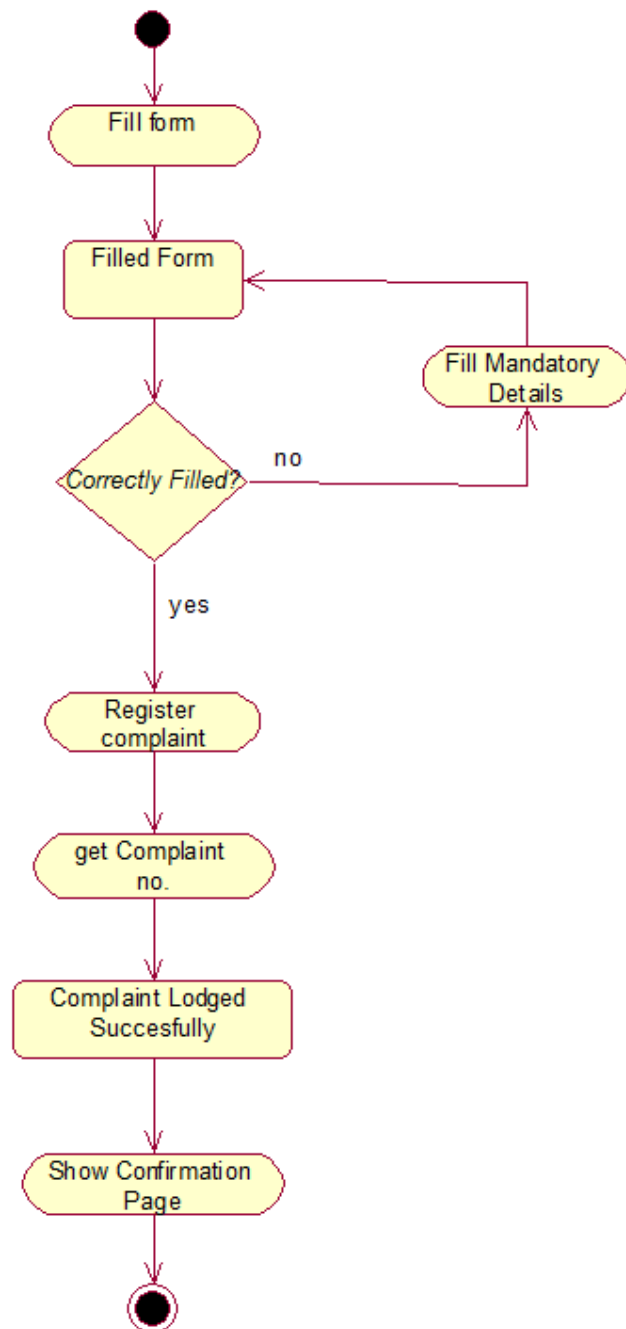 Fill form
Filled Form
Fill Mandatory
Details
Correctly Filled?
no
yes
Register
complaint
get Complaint
no.
Complaint Lodged
Succesfully
Show Confirmation
Page